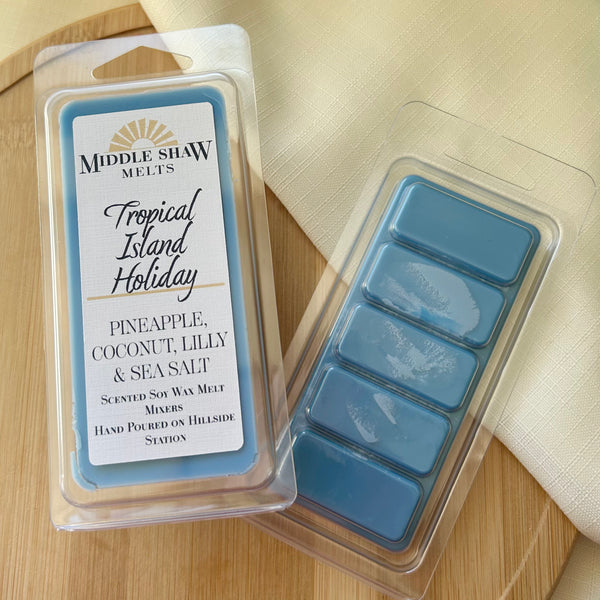 MIDDLE SHAW
MELTS
Tropical
Island
Holiday
PINEAPPLE,
COCONUT, LILLY
& SEA SALT
SCENTED SOY WAX MELT
MIXERS
HAND POURED ON HILLSIDE
STATION